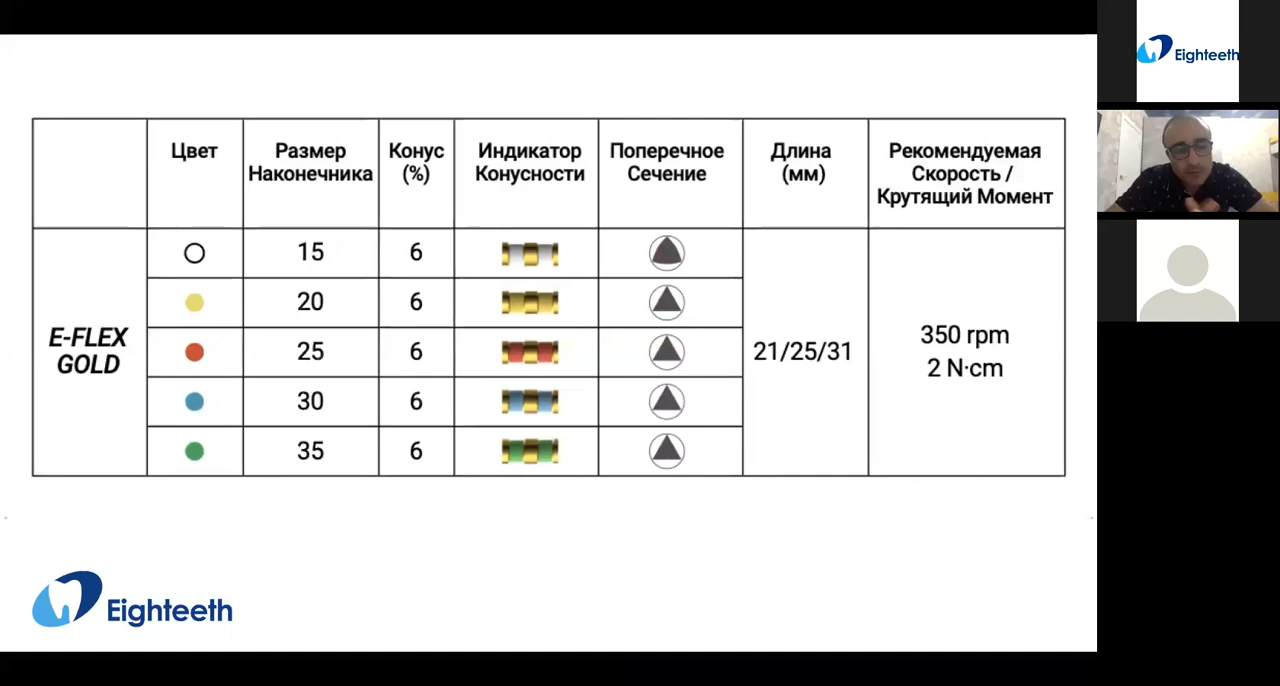 Цвет
Размер
Наконечника
Конус
(%)
Индикатор
Конусности
Поперечное
Сечение
Длина
(мм)
Рекомендуемая
Скорость /
Крутящий Момент
E-FLEX
GOLD
15
6
20
6
25
6
30
6
35
6
21/25/31
350 rpm
2 N·cm
Eighteeth
Eighteeth